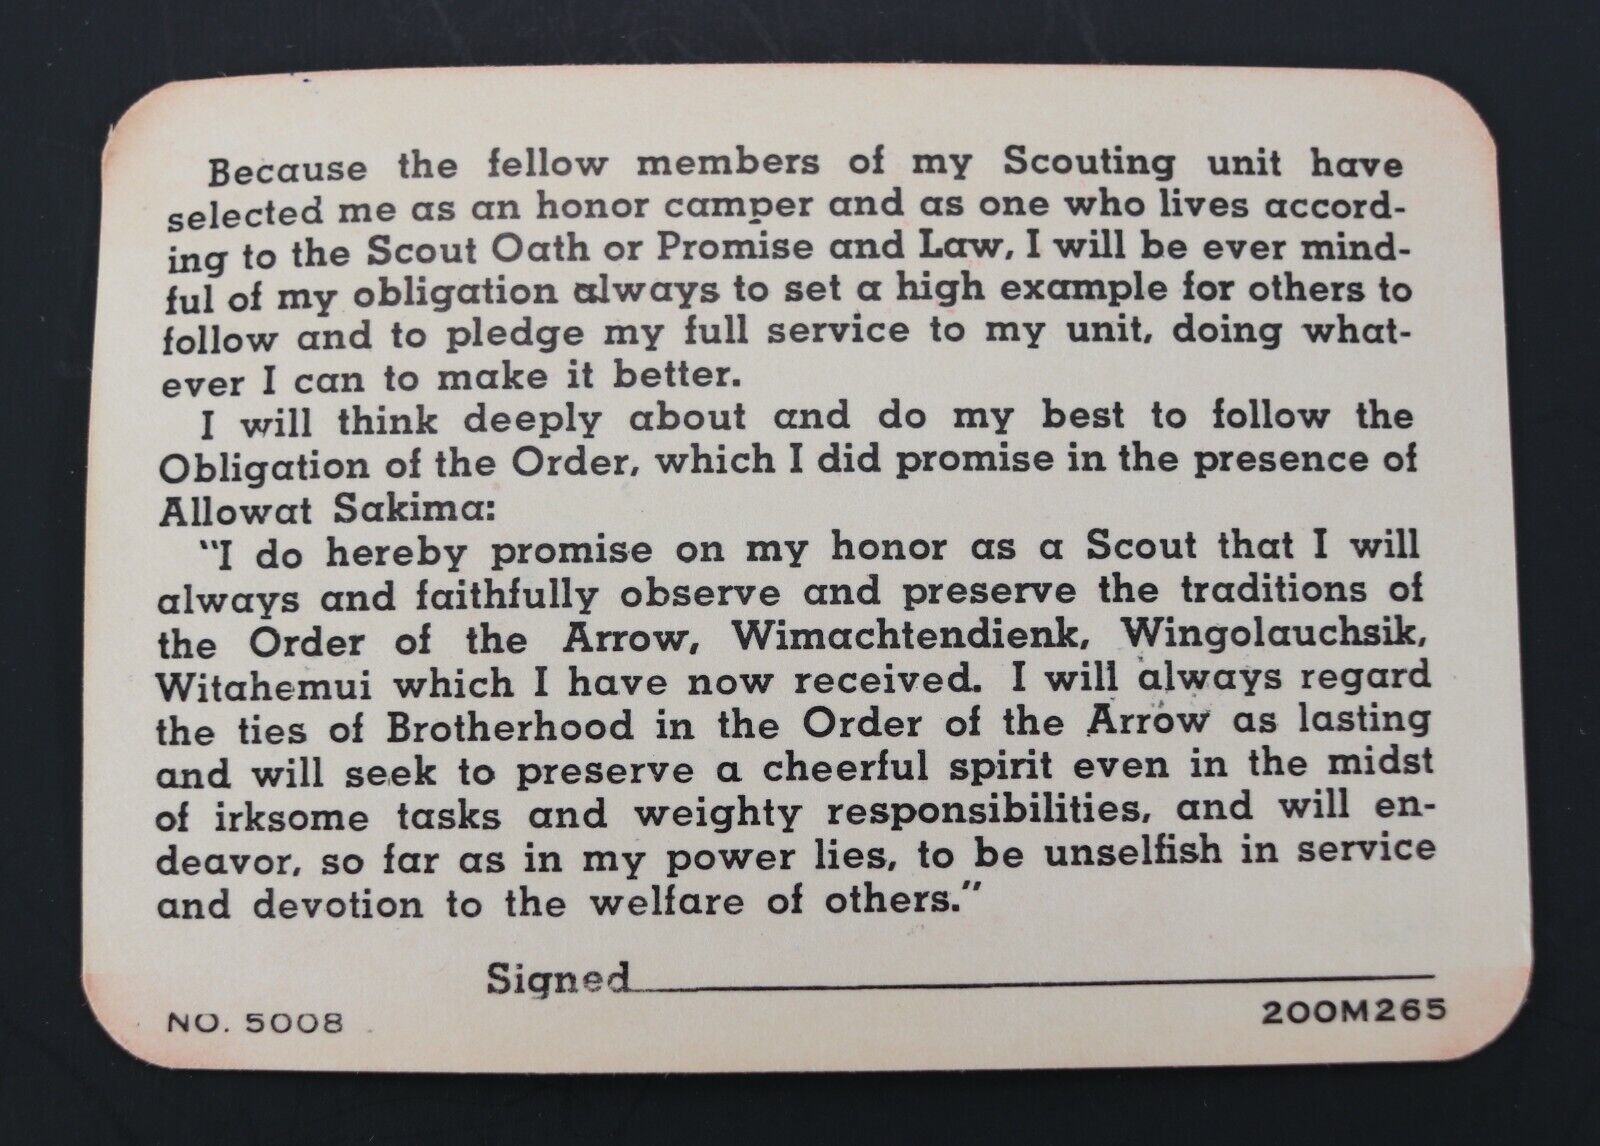 Because the fellow members of my Scouting unit have
selected me as an honor camper and as one who lives accord-
ing to the Scout Oath or Promise and Law, I will be ever mind-
ful of my obligation always to set a high example for others to
follow and to pledge my full service to my unit, doing what-
ever I can to make it better.
I will think deeply about and do my best to follow the
Obligation of the Order, which I did promise in the presence of
Allowat Sakima:
"I do hereby promise on my honor as a Scout that I will
always and faithfully observe and preserve the traditions of
the Order of the Arrow, Wimachtendienk, Wingolauchsik,
Witahemui which I have now received. I will always regard
the ties of Brotherhood in the Order of the Arrow as lasting
and will seek to preserve a cheerful spirit even in the midst
of irksome tasks and weighty responsibilities, and will en-
deavor, so far as in my power lies, to be unselfish in service
and devotion to the welfare of others."
Signed
NO. 5008 200M265